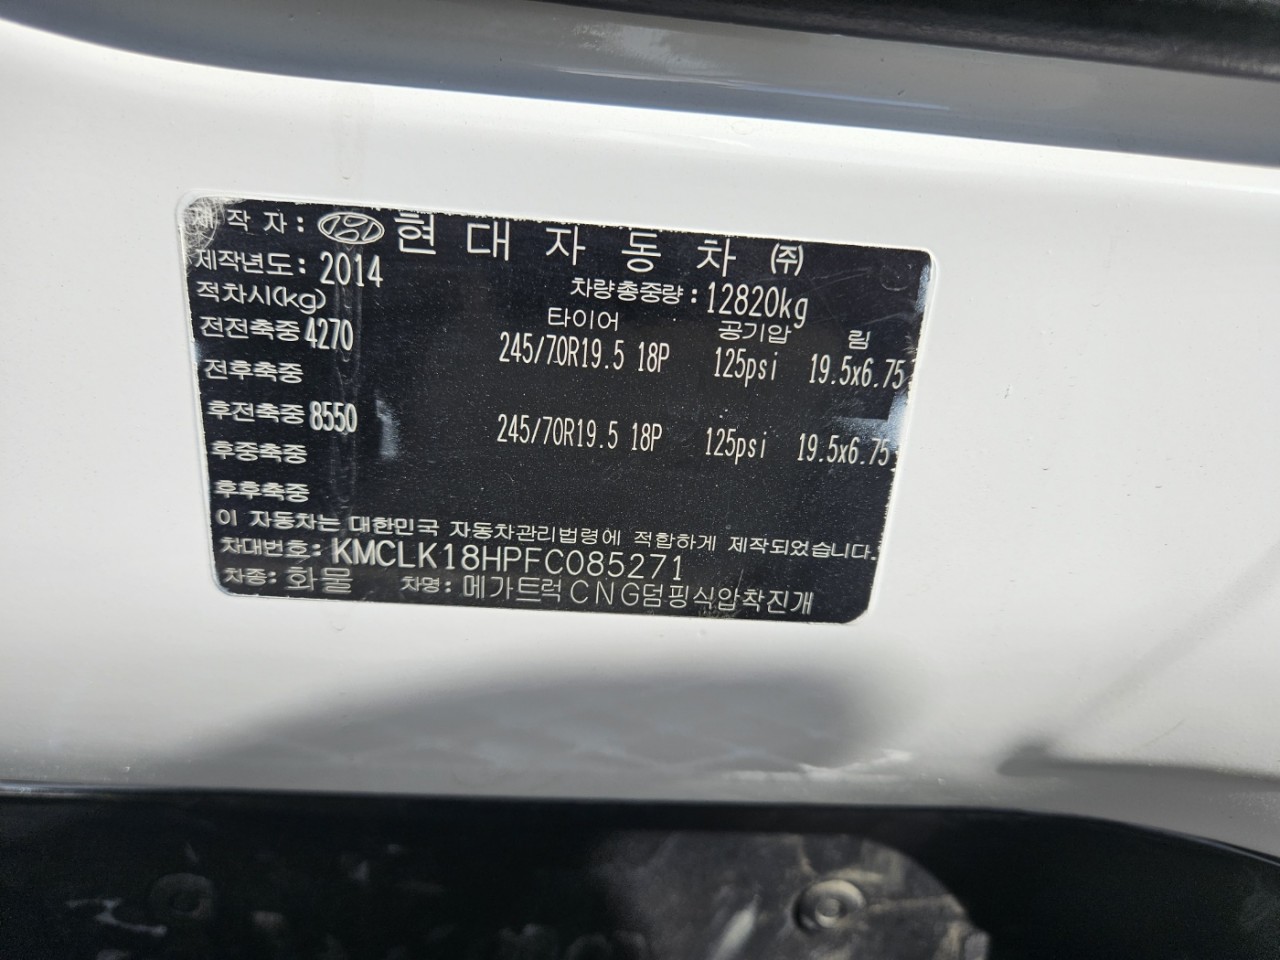 제 작 자: 현 대 자 동 차 ㈜
제작년도: 2014
적차시(kg) 차량총중량: 12820kg
타이어 공기압 림
전전축중 4270 245/70R19.5 18P 125psi 19.5x6.75
전후축중
후전축중 8550 245/70R19.5 18P 125psi 19.5x6.75
후중축중
후후축중
이 자동차는 대한민국 자동차관리법령에 적합하게 제작되었습니다.
차대번호: KMCLK18HPFC085271
차종: 화물 차명: 메가트럭CNG덤핑식압착진개